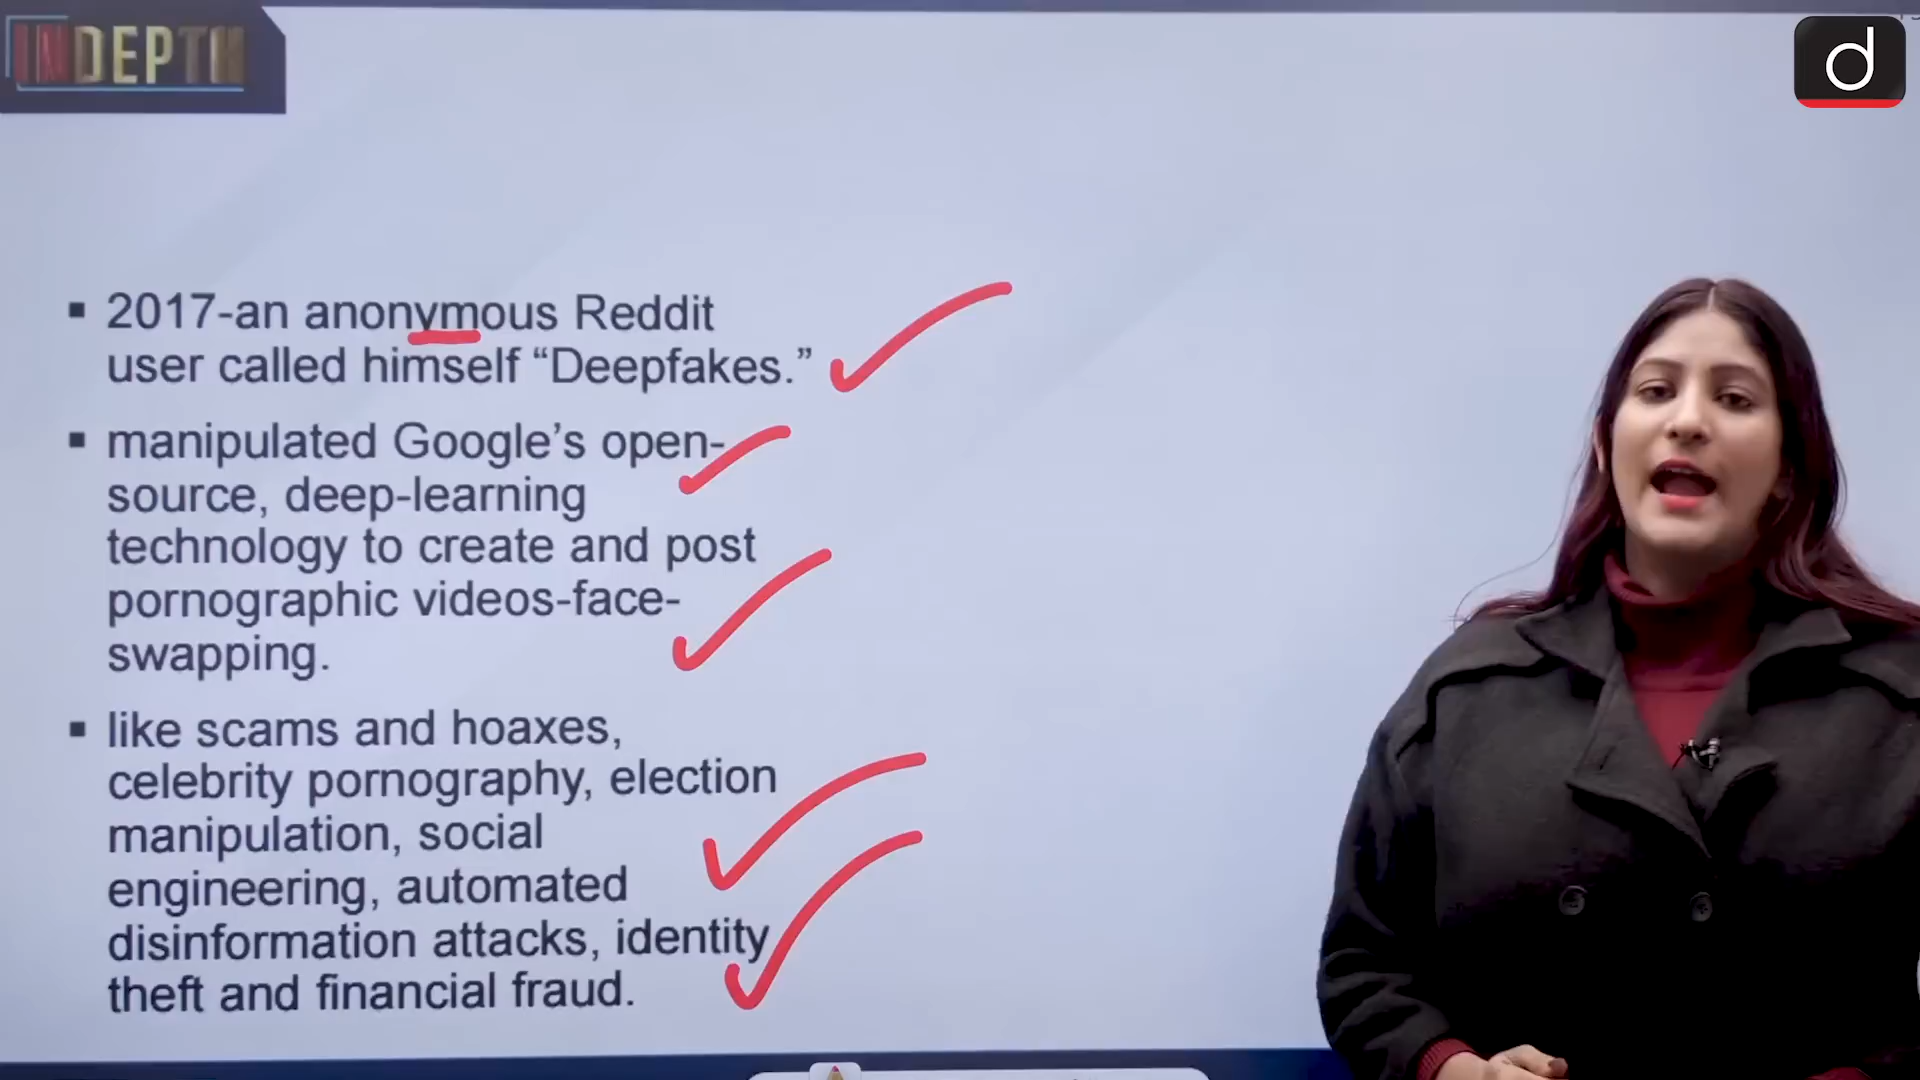 INDEPTH
d
▪ 2017-an anonymous Reddit
user called himself “Deepfakes.”
▪ manipulated Google’s open-
source, deep-learning
technology to create and post
pornographic videos-face-
swapping.
▪ like scams and hoaxes,
celebrity pornography, election
manipulation, social
engineering, automated
disinformation attacks, identity
theft and financial fraud.